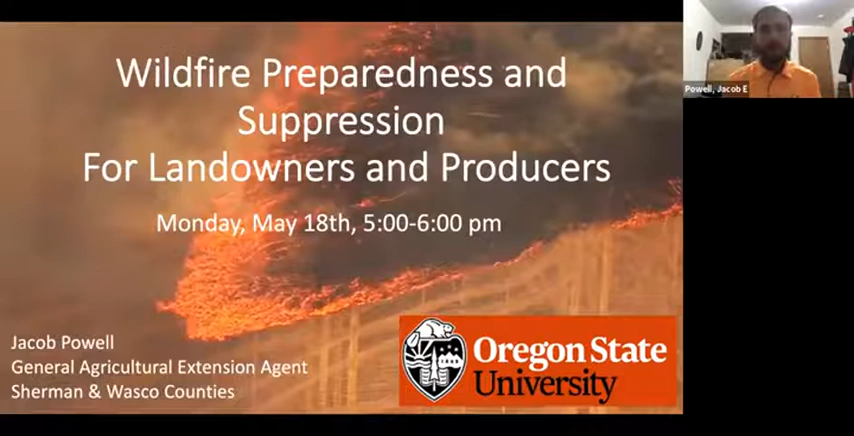 Wildfire Preparedness and
Suppression
For Landowners and Producers
Monday, May 18th, 5:00-6:00 pm
Powell, Jacob E
Jacob Powell
General Agricultural Extension Agent
Sherman & Wasco Counties
Oregon State
University